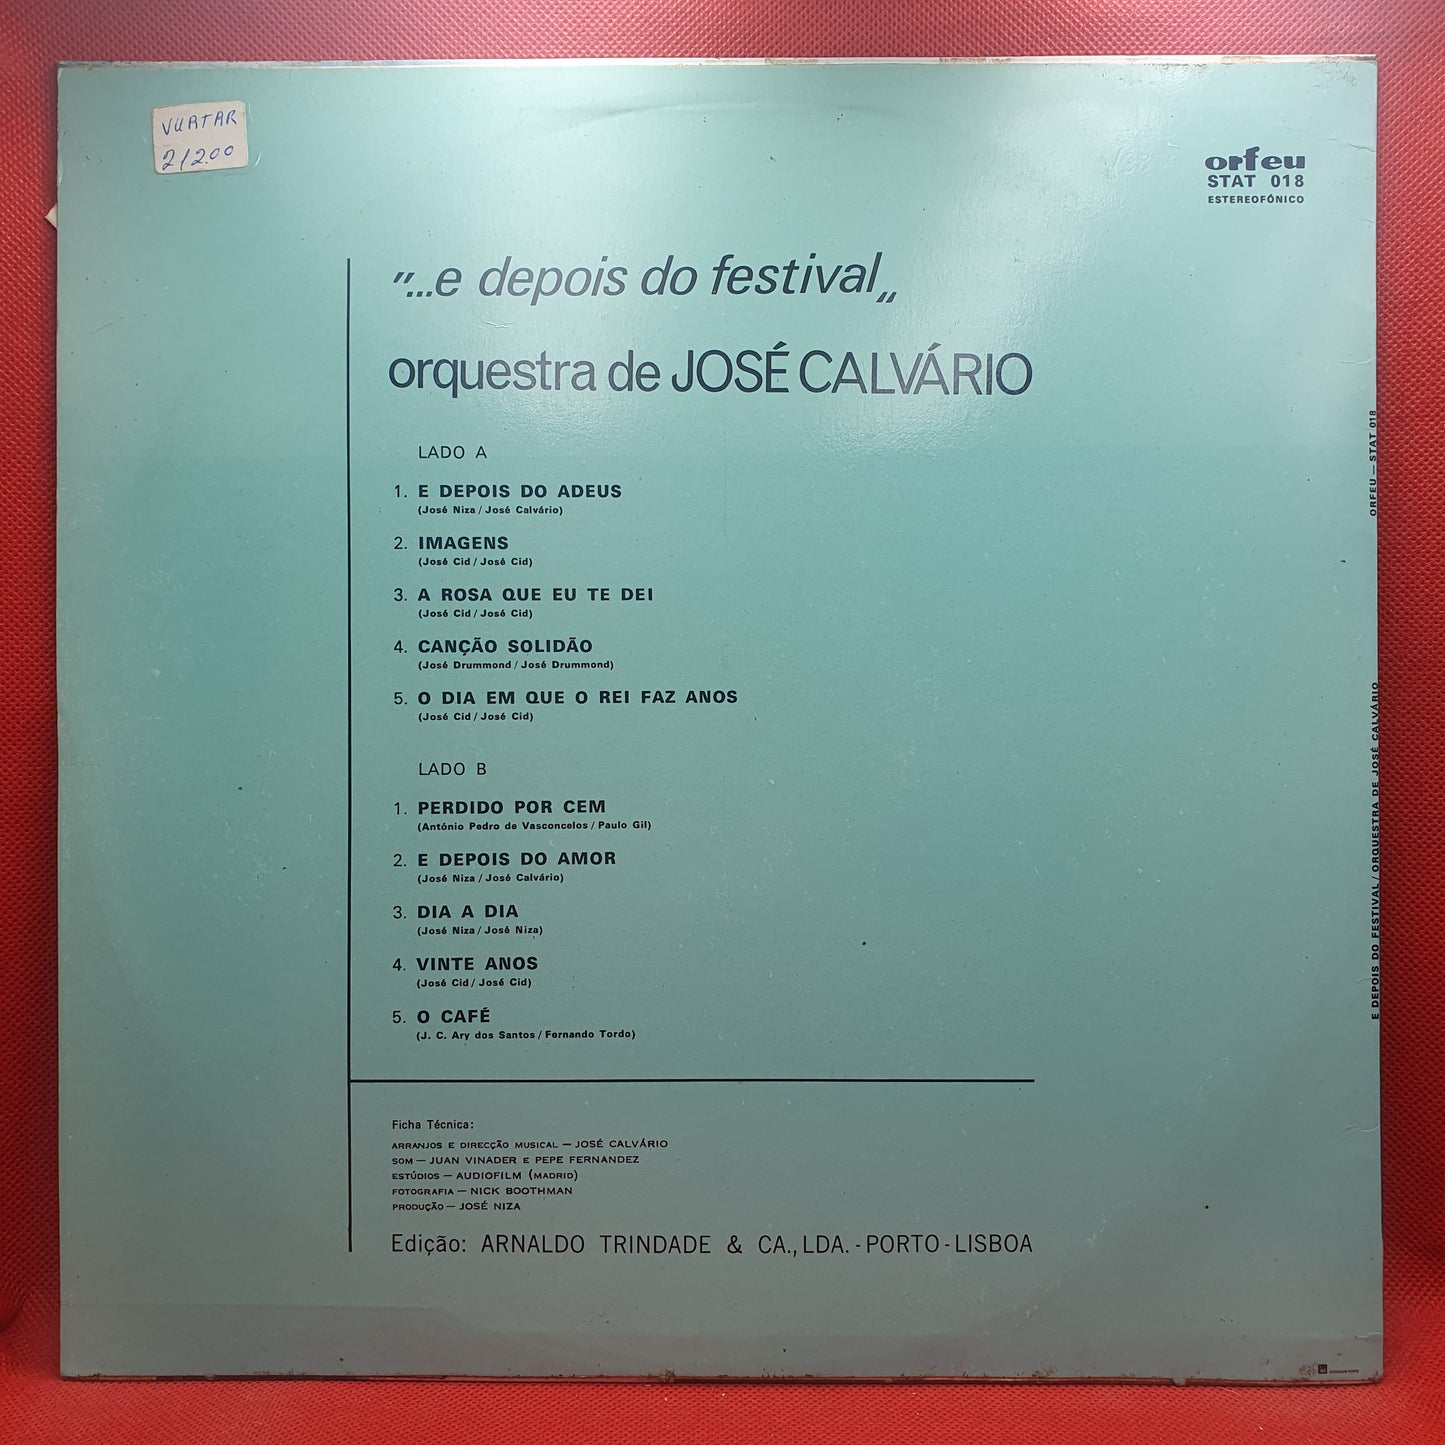 VUATAR
21200
orfeu
STAT 018
ESTEREOFÓNICO
"...e depois do festival„
orquestra de JOSÉ CALVÁRIO
LADO A
1. E DEPOIS DO ADEUS
(José Niza / José Calvário)
2. IMAGENS
(José Cid / José Cid)
3. A ROSA QUE EU TE DEI
(José Cid / José Cid)
4. CANÇÃO SOLIDÃO
(José Drummond / José Drummond)
5. O DIA EM QUE O REI FAZ ANOS
(José Cid / José Cid)
LADO B
1. PERDIDO POR CEM
(António Pedro de Vasconcelos / Paulo Gil)
2. E DEPOIS DO AMOR
(José Niza / José Calvário)
3. DIA A DIA
(José Niza / José Niza)
4. VINTE ANOS
(José Cid / José Cid)
5. O CAFÉ
(J. C. Ary dos Santos / Fernando Tordo)
Ficha Técnica:
ARRANJOS E DIRECÇÃO MUSICAL — JOSÉ CALVÁRIO
SOM — JUAN VINADER E PEPE FERNANDEZ
ESTÚDIOS — AUDIOFILM (MADRID)
FOTOGRAFIA — NICK BOOTHMAN
PRODUÇÃO — JOSÉ NIZA
Edição: ARNALDO TRINDADE & CA., LDA. - PORTO - LISBOA
E DEPOIS DO FESTIVAL / ORQUESTRA DE JOSÉ CALVÁRIO
ORFEU — STAT 018